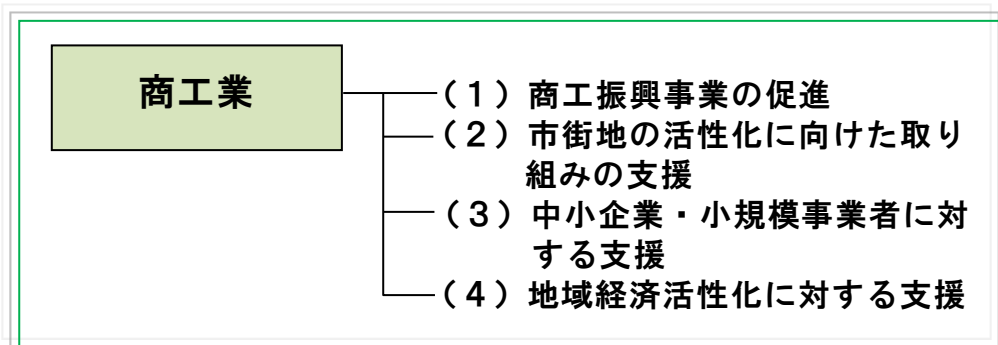 商工業
（１）商工振興事業の促進
（２）市街地の活性化に向けた取り
組みの支援
（３）中小企業・小規模事業者に対
する支援
（４）地域経済活性化に対する支援